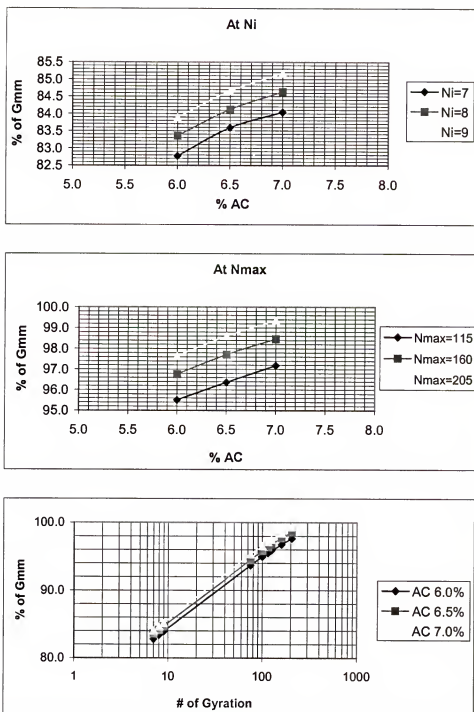 At Ni
% of Gmm
85.5
85.0
84.5
84.0
83.5
83.0
82.5
5.0 5.5 6.0 6.5 7.0 7.5 8.0
% AC
Ni=7
Ni=8
Ni=9
At Nmax
% of Gmm
100.0
99.0
98.0
97.0
96.0
95.0
5.0 5.5 6.0 6.5 7.0 7.5 8.0
% AC
Nmax=115
Nmax=160
Nmax=205
% of Gmm
100.0
90.0
80.0
1 10 100 1000
# of Gyration
AC 6.0%
AC 6.5%
AC 7.0%